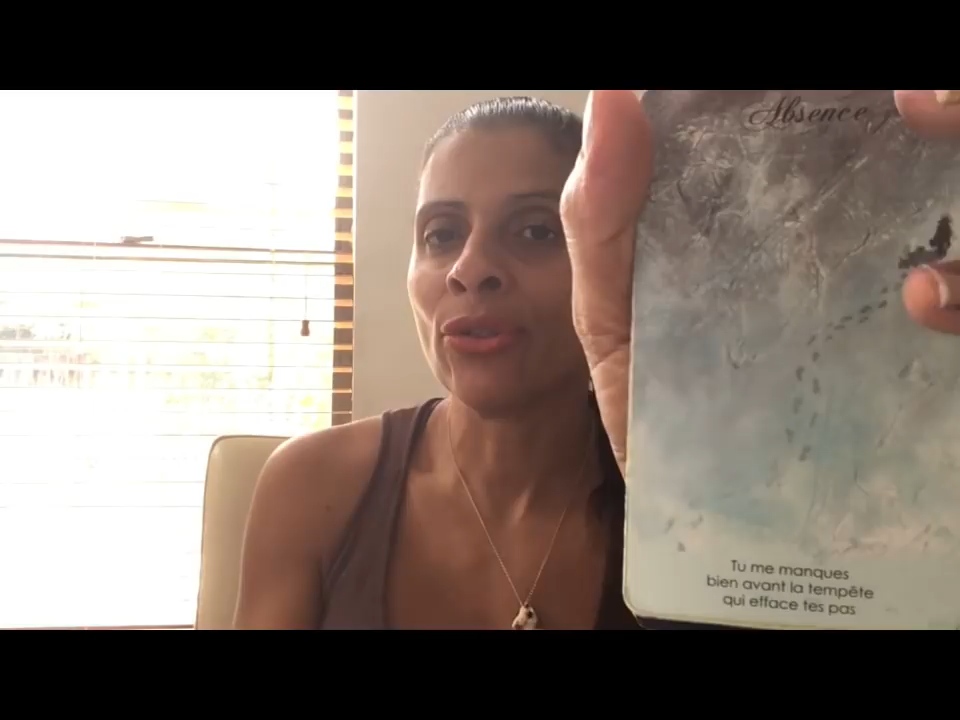 Absence
Tu me manques
bien avant la tempête
qui efface tes pas